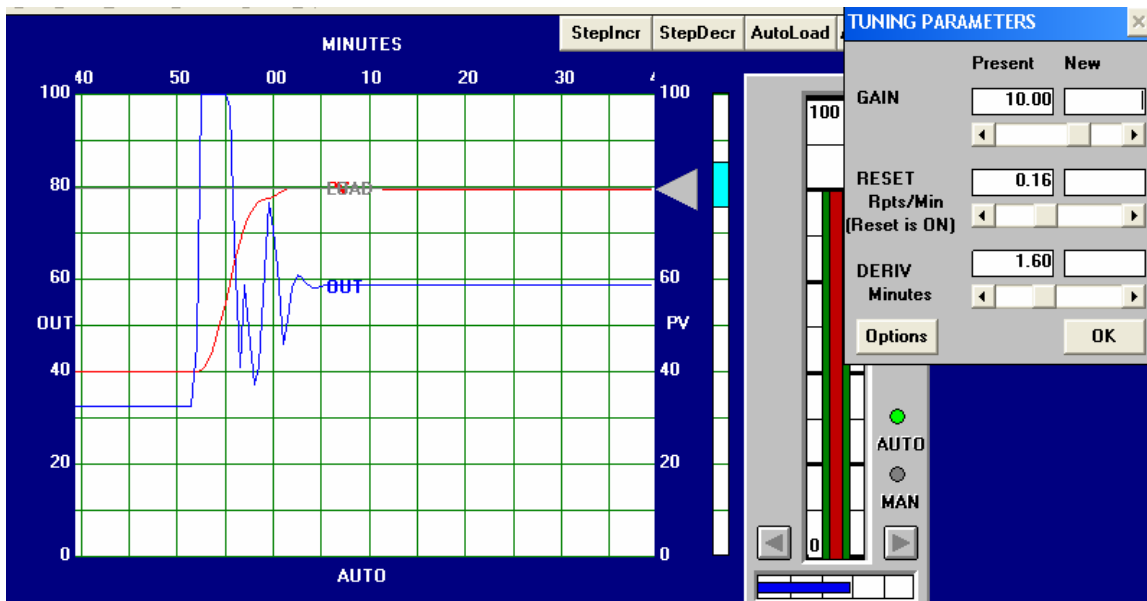 StepIncr StepDecr AutoLoad
MINUTES
40 50 00 10 20 30
100
80
60
OUT
40
20
0
OUT
100
60
PV
40
20
0
AUTO
100
0
AUTO
MAN
TUNING PARAMETERS
Present New
GAIN 10.00
RESET 0.16
Rpts/Min
(Reset is ON)
DERIV 1.60
Minutes
Options OK